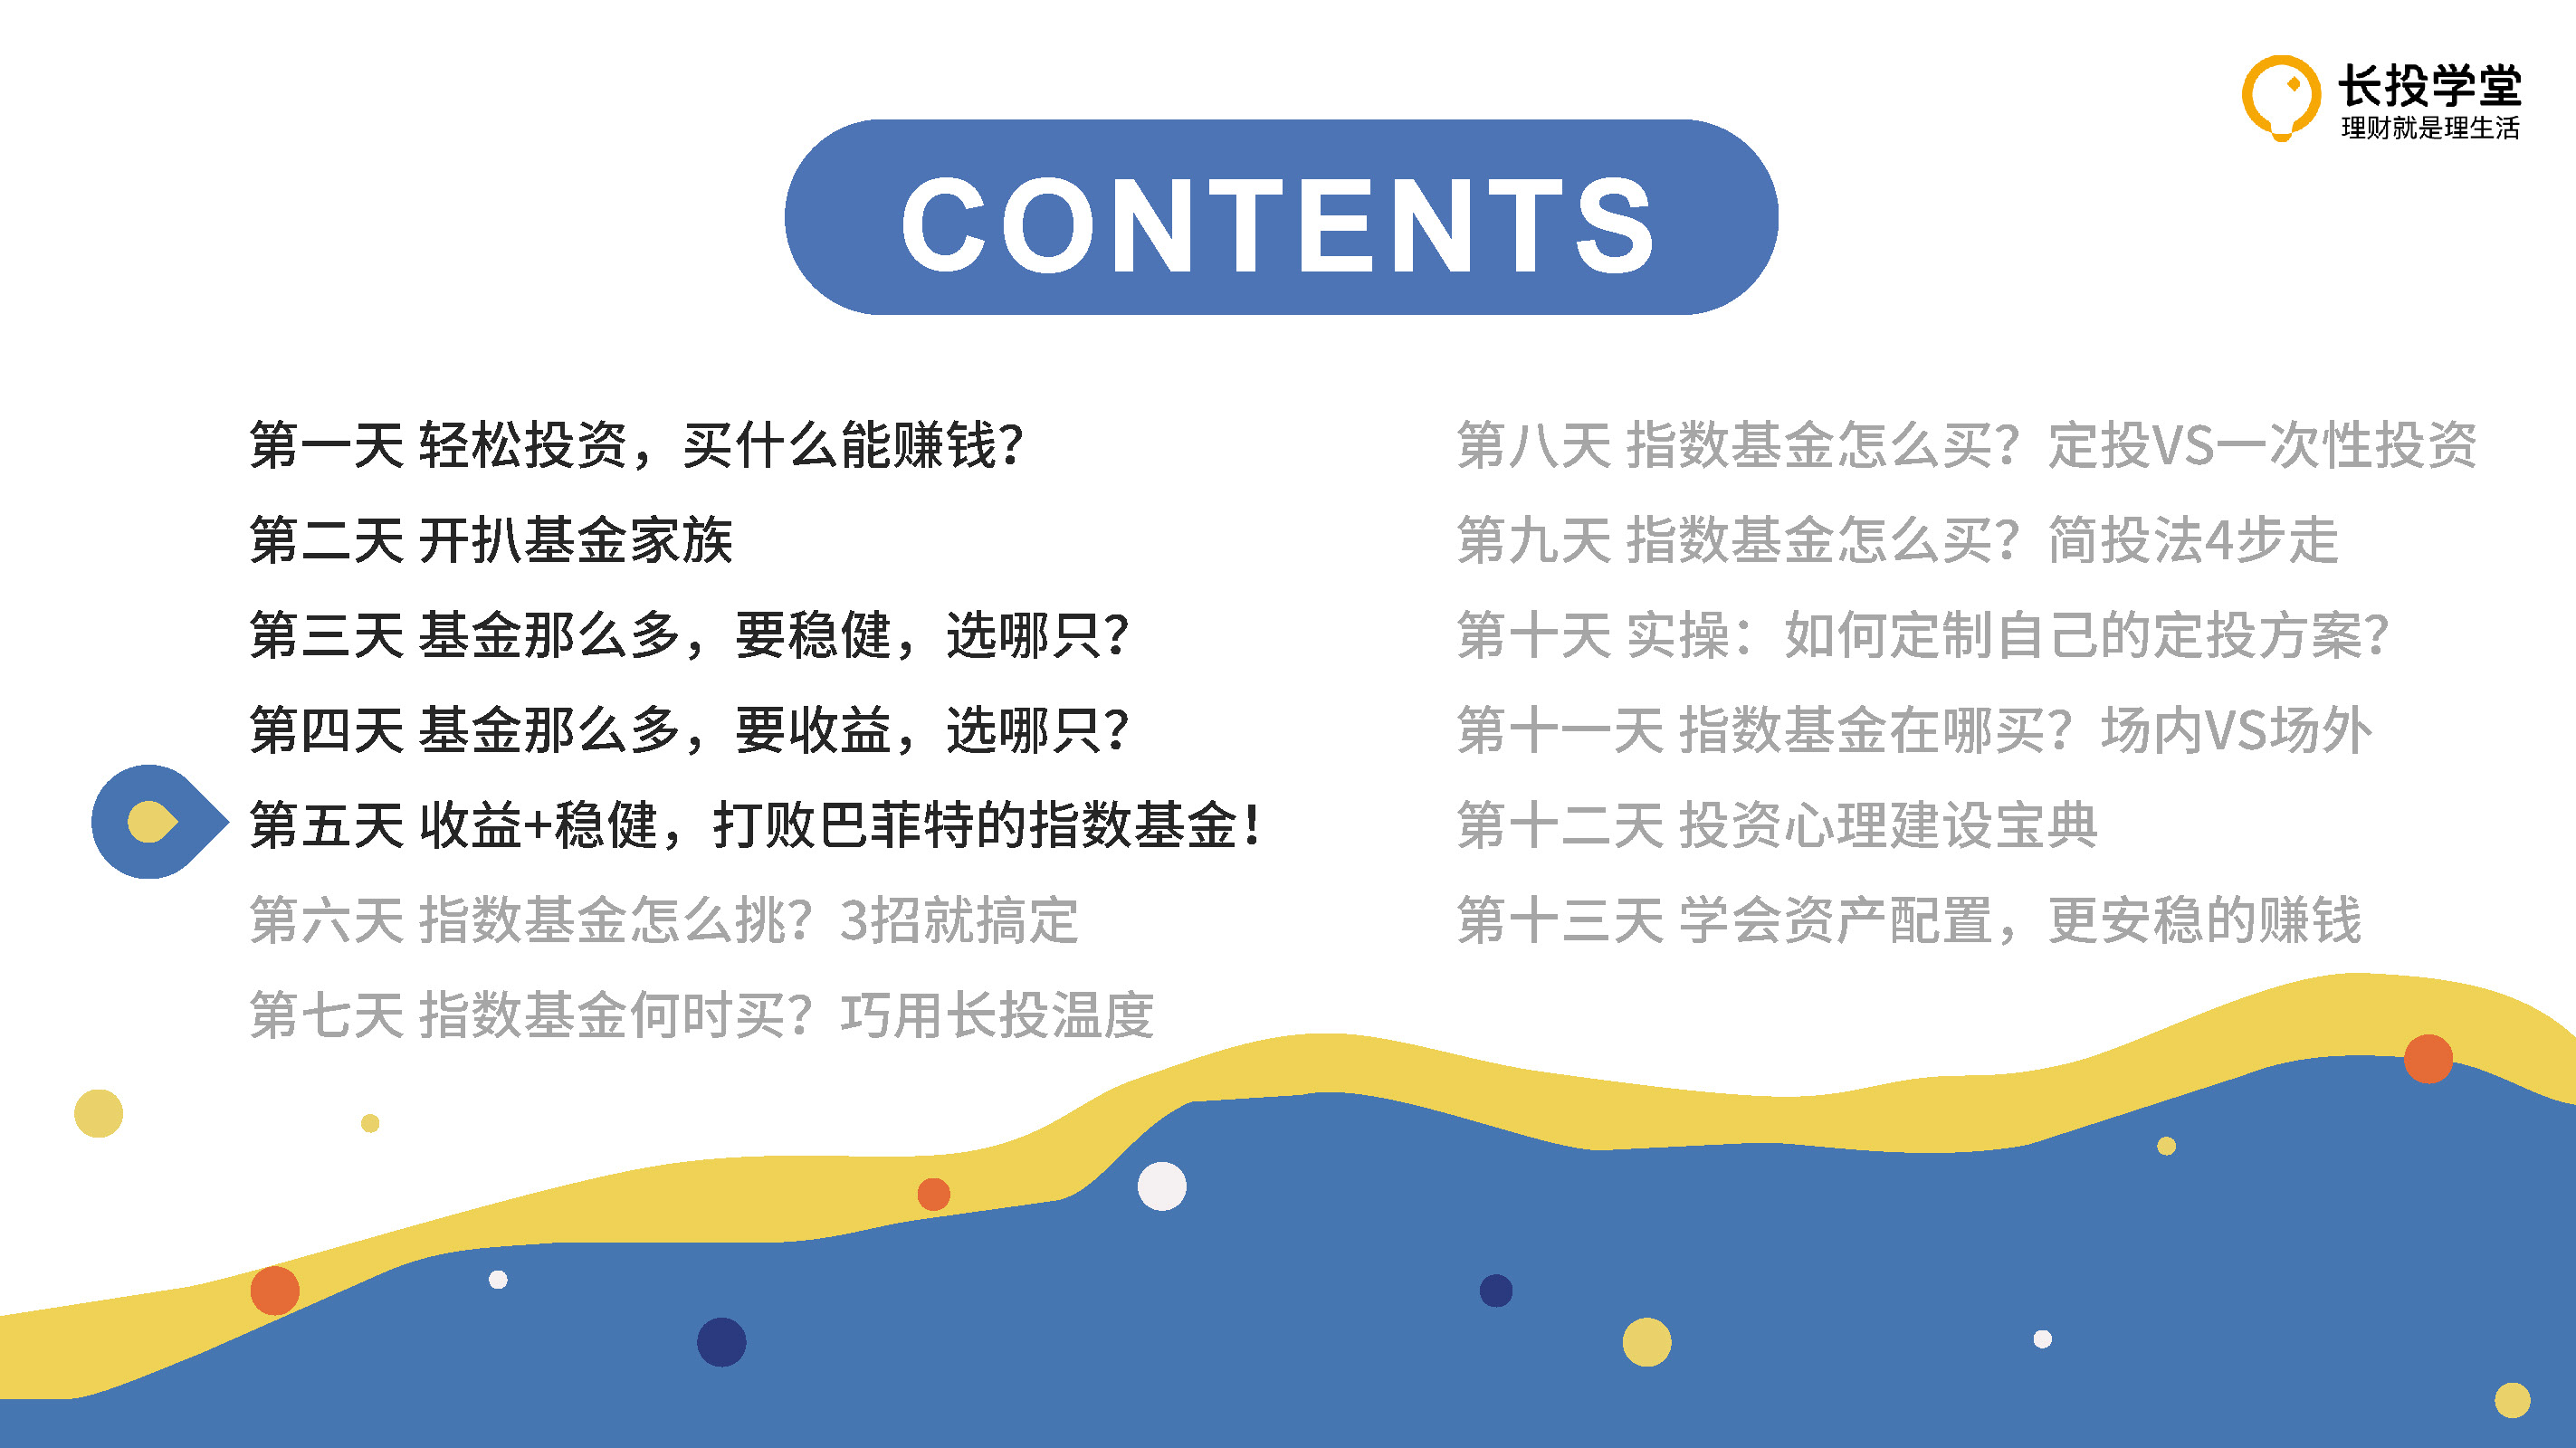 长投学堂
理财就是理生活
CONTENTS
第一天 轻松投资，买什么能赚钱？
第二天 开扒基金家族
第三天 基金那么多，要稳健，选哪只？
第四天 基金那么多，要收益，选哪只？
第五天 收益+稳健，打败巴菲特的指数基金！
第六天 指数基金怎么挑？3招就搞定
第七天 指数基金何时买？巧用长投温度
第八天 指数基金怎么买？定投VS一次性投资
第九天 指数基金怎么买？简投法4步走
第十天 实操：如何定制自己的定投方案？
第十一天 指数基金在哪买？场内VS场外
第十二天 投资心理建设宝典
第十三天 学会资产配置，更安稳的赚钱